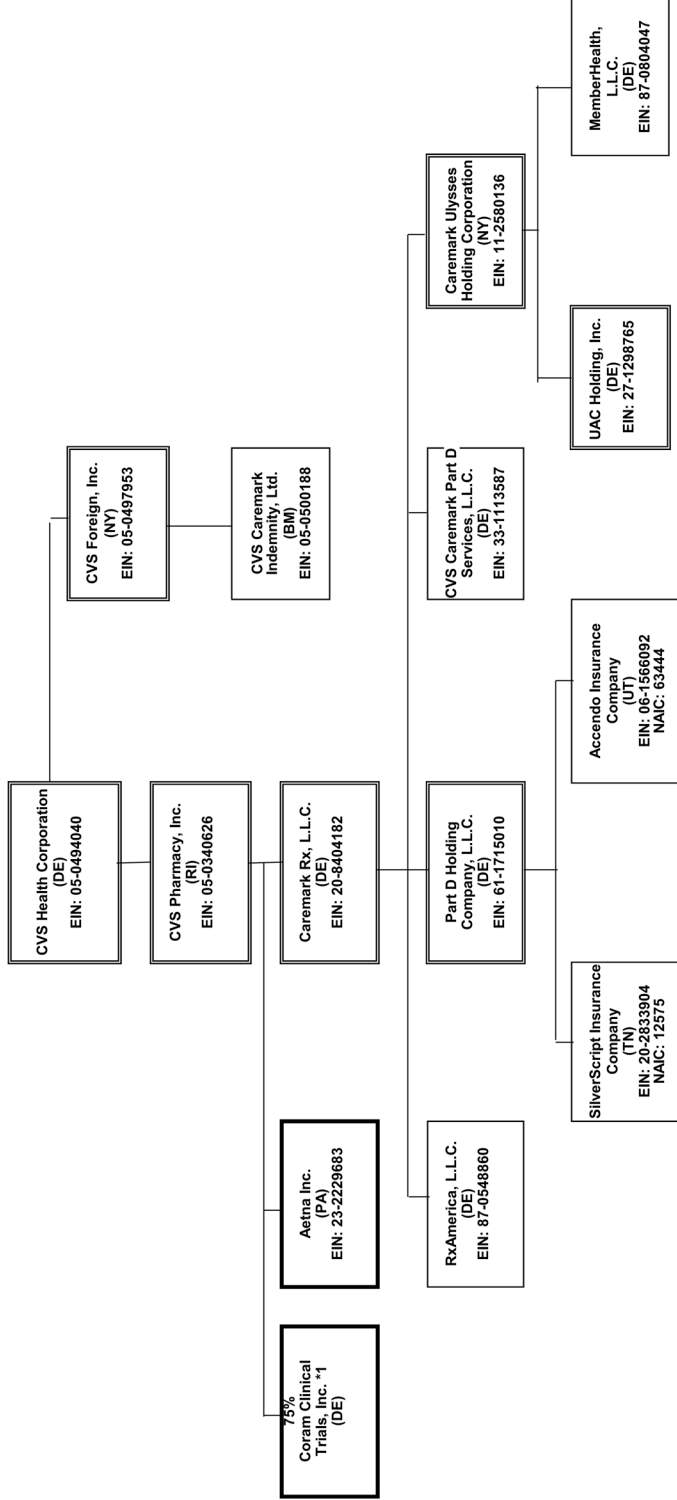 CVS Health Corporation
(DE)
EIN: 05-0494040
CVS Pharmacy, Inc.
(RI)
EIN: 05-0340626
CVS Foreign, Inc.
(NY)
EIN: 05-0497953
CVS Caremark
Indemnity, Ltd.
(BM)
EIN: 05-0500188
75%
Coram Clinical
Trials, Inc. *1
(DE)
Aetna Inc.
(PA)
EIN: 23-2229683
Caremark Rx, L.L.C.
(DE)
EIN: 20-8404182
RxAmerica, L.L.C.
(DE)
EIN: 87-0548860
Part D Holding
Company, L.L.C.
(DE)
EIN: 61-1715010
CVS Caremark Part D
Services, L.L.C.
(DE)
EIN: 33-1113587
Caremark Ulysses
Holding Corporation
(NY)
EIN: 11-2580136
SilverScript Insurance
Company
(TN)
EIN: 20-2833904
NAIC: 12575
Accendo Insurance
Company
(UT)
EIN: 06-1566092
NAIC: 63444
UAC Holding, Inc.
(DE)
EIN: 27-1298765
MemberHealth,
L.L.C.
(DE)
EIN: 87-0804047